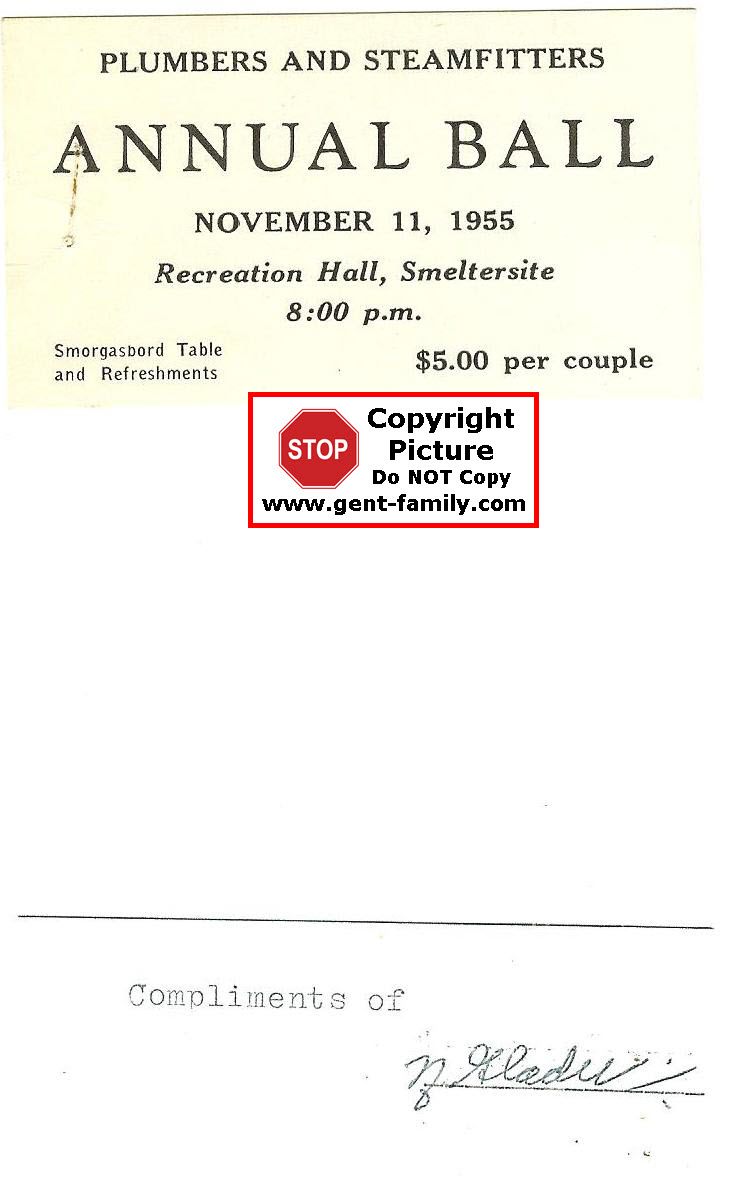 PLUMBERS AND STEAMFITTERS
ANNUAL BALL
NOVEMBER 11, 1955
Recreation Hall, Smeltersite
8:00 p.m.
Smorgasbord Table
and Refreshments
$5.00 per couple
STOP
Copyright
Picture
Do NOT Copy
www.gent-family.com
Compliments of